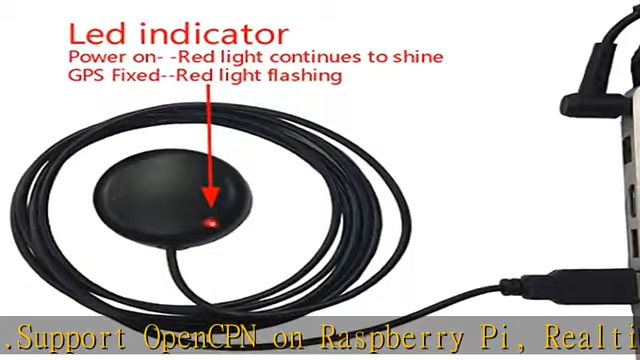 Led indicator
Power on- -Red light continues to shine
GPS Fixed--Red light flashing
.Support OpenCPN on Raspberry Pi, Realti